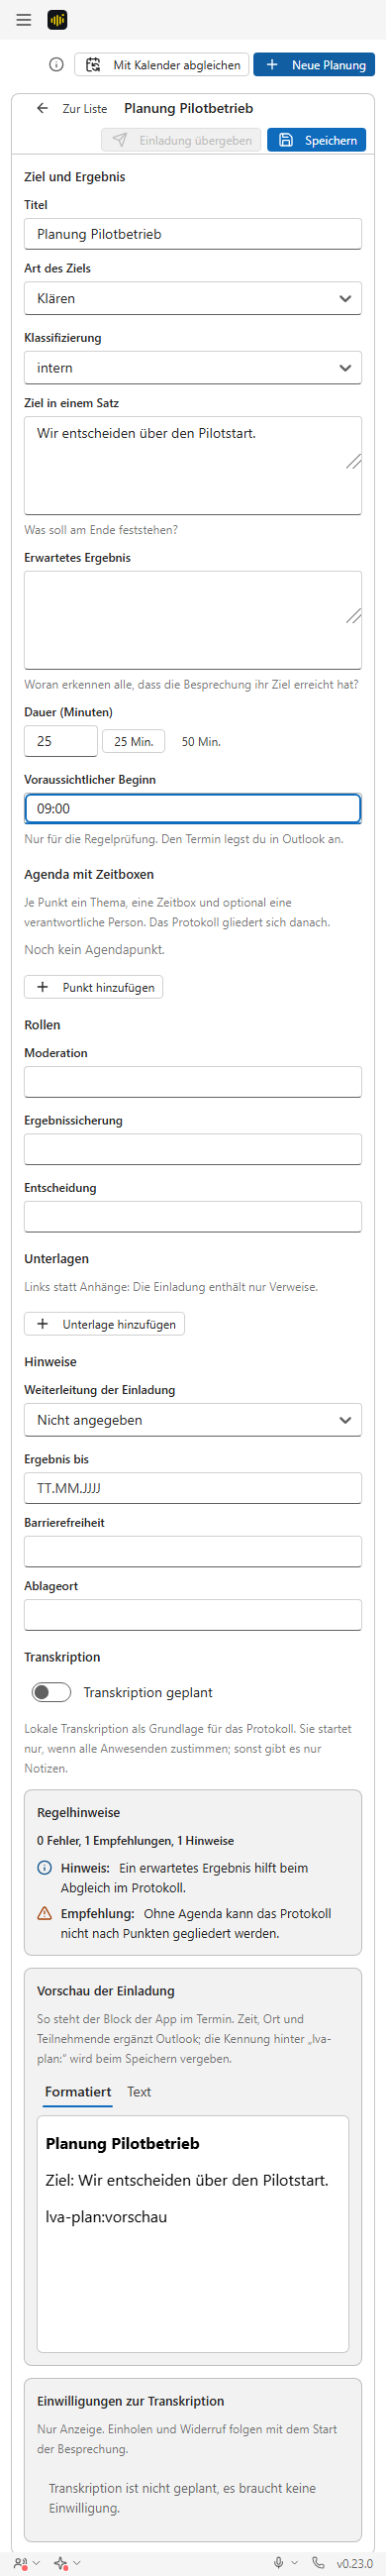 Mit Kalender abgleichen
Neue Planung
Zur Liste
Planung Pilotbetrieb
Einladung übergeben
Speichern
Ziel und Ergebnis
Titel
Planung Pilotbetrieb
Art des Ziels
Klären
Klassifizierung
intern
Ziel in einem Satz
Wir entscheiden über den Pilotstart.
Was soll am Ende feststehen?
Erwartetes Ergebnis
Woran erkennen alle, dass die Besprechung ihr Ziel erreicht hat?
Dauer (Minuten)
25
25 Min.
50 Min.
Voraussichtlicher Beginn
09:00
Nur für die Regelprüfung. Den Termin legst du in Outlook an.
Agenda mit Zeitboxen
Je Punkt ein Thema, eine Zeitbox und optional eine
verantwortliche Person. Das Protokoll gliedert sich danach.
Noch kein Agendapunkt.
Punkt hinzufügen
Rollen
Moderation
Ergebnissicherung
Entscheidung
Unterlagen
Links statt Anhänge: Die Einladung enthält nur Verweise.
Unterlage hinzufügen
Hinweise
Weiterleitung der Einladung
Nicht angegeben
Ergebnis bis
TT.MM.JJJJ
Barrierefreiheit
Ablageort
Transkription
Transkription geplant
Lokale Transkription als Grundlage für das Protokoll. Sie startet
nur, wenn alle Anwesenden zustimmen; sonst gibt es nur
Notizen.
Regelhinweise
0 Fehler, 1 Empfehlungen, 1 Hinweise
Hinweis: Ein erwartetes Ergebnis hilft beim
Abgleich im Protokoll.
Empfehlung: Ohne Agenda kann das Protokoll
nicht nach Punkten gegliedert werden.
Vorschau der Einladung
So steht der Block der App im Termin. Zeit, Ort und
Teilnehmende ergänzt Outlook; die Kennung hinter „lva-
plan:“ wird beim Speichern vergeben.
Formatiert
Text
Planung Pilotbetrieb
Ziel: Wir entscheiden über den Pilotstart.
lva-plan:vorschau
Einwilligungen zur Transkription
Nur Anzeige. Einholen und Widerruf folgen mit dem Start
der Besprechung.
Transkription ist nicht geplant, es braucht keine
Einwilligung.
v0.23.0